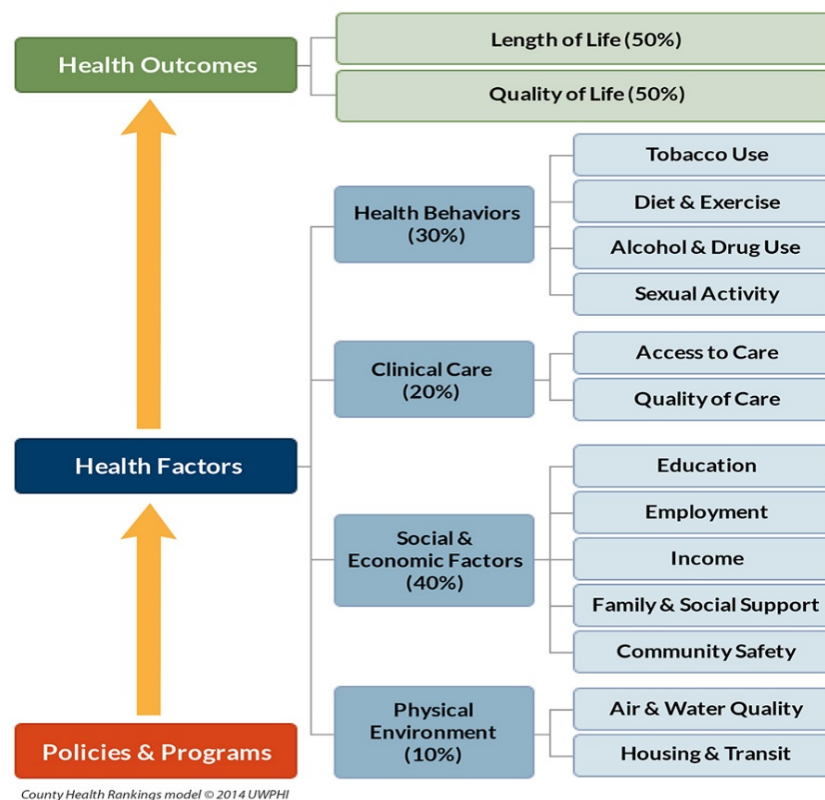 Health Outcomes
Length of Life (50%)
Quality of Life (50%)
Health Behaviors
(30%)
Tobacco Use
Diet & Exercise
Alcohol & Drug Use
Sexual Activity
Clinical Care
(20%)
Access to Care
Quality of Care
Health Factors
Social &
Economic Factors
(40%)
Education
Employment
Income
Family & Social Support
Community Safety
Physical
Environment
(10%)
Air & Water Quality
Housing & Transit
Policies & Programs
County Health Rankings model © 2014 UWPHI